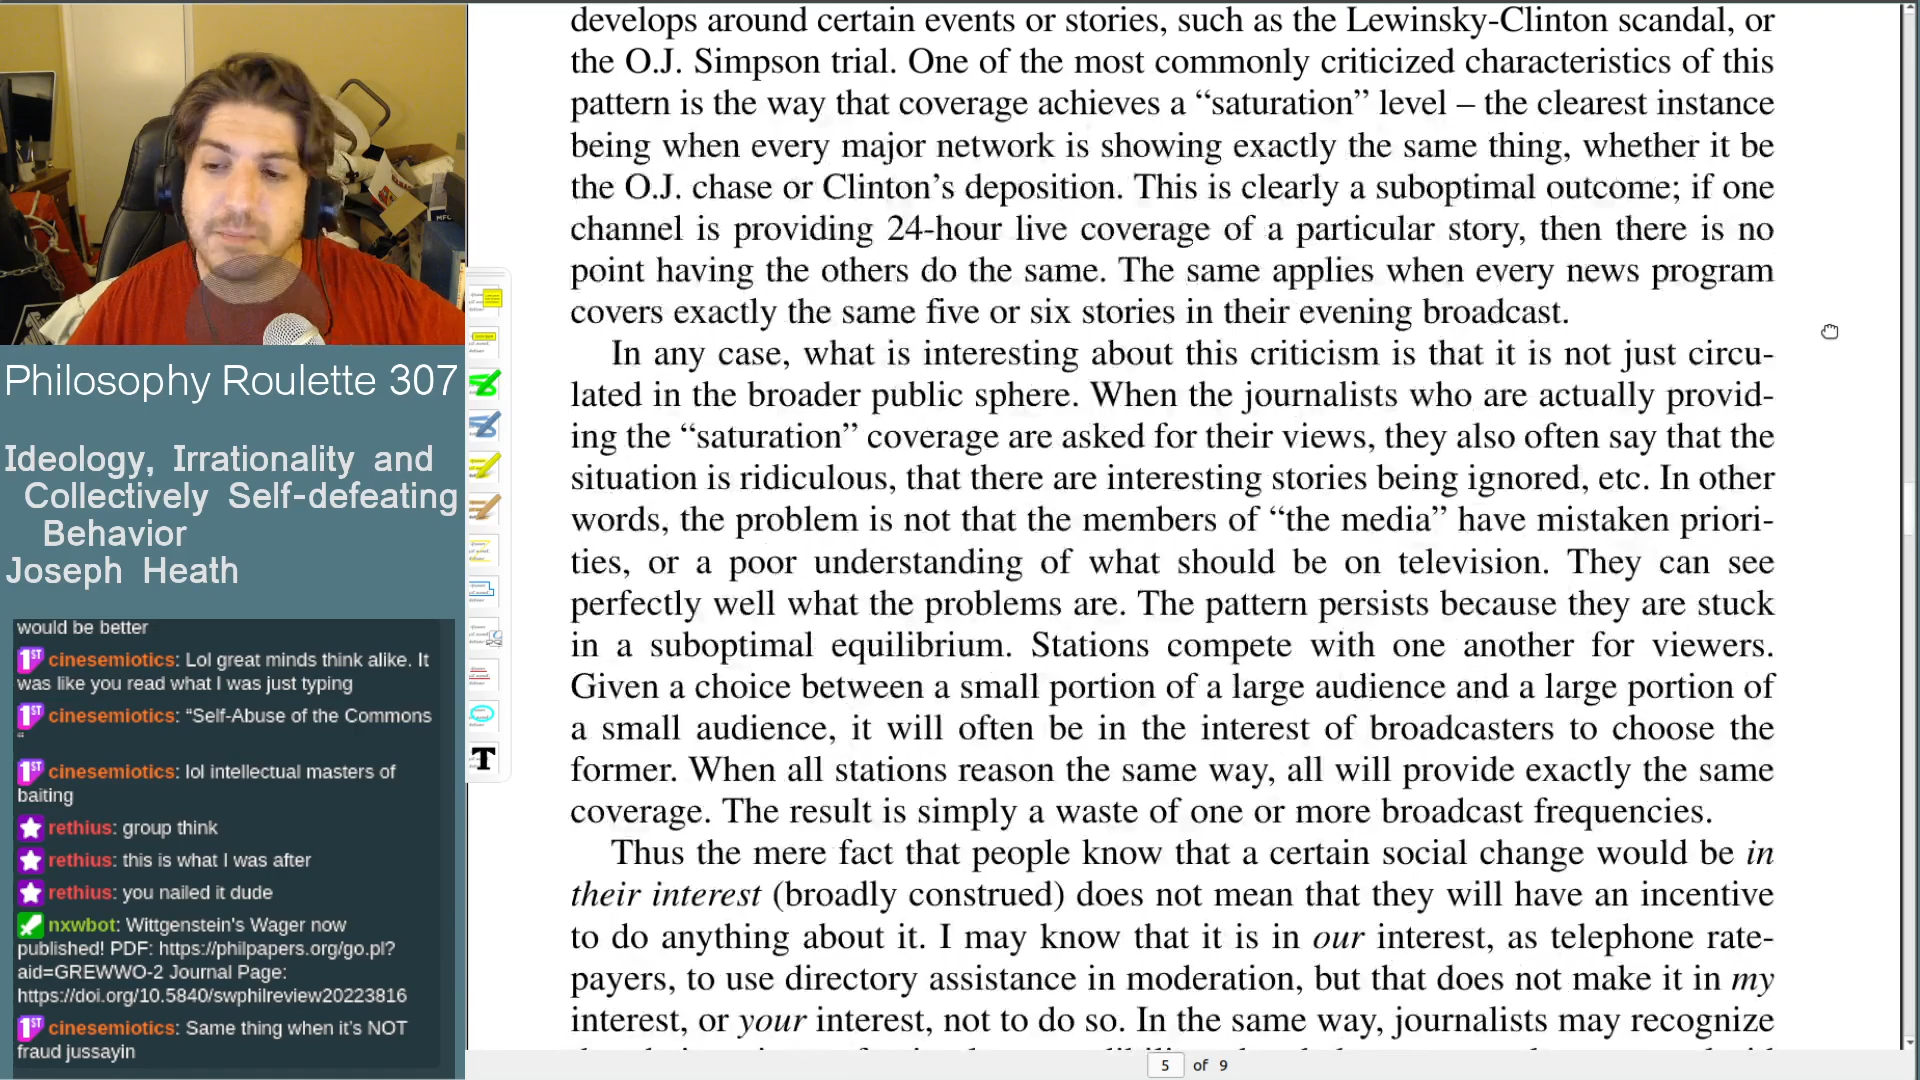 develops around certain events or stories, such as the Lewinsky-Clinton scandal, or
the O.J. Simpson trial. One of the most commonly criticized characteristics of this
pattern is the way that coverage achieves a “saturation” level – the clearest instance
being when every major network is showing exactly the same thing, whether it be
the O.J. chase or Clinton’s deposition. This is clearly a suboptimal outcome; if one
channel is providing 24-hour live coverage of a particular story, then there is no
point having the others do the same. The same applies when every news program
covers exactly the same five or six stories in their evening broadcast.
In any case, what is interesting about this criticism is that it is not just circu-
lated in the broader public sphere. When the journalists who are actually provid-
ing the “saturation” coverage are asked for their views, they also often say that the
situation is ridiculous, that there are interesting stories being ignored, etc. In other
words, the problem is not that the members of “the media” have mistaken priori-
ties, or a poor understanding of what should be on television. They can see
perfectly well what the problems are. The pattern persists because they are stuck
in a suboptimal equilibrium. Stations compete with one another for viewers.
Given a choice between a small portion of a large audience and a large portion of
a small audience, it will often be in the interest of broadcasters to choose the
former. When all stations reason the same way, all will provide exactly the same
coverage. The result is simply a waste of one or more broadcast frequencies.
Thus the mere fact that people know that a certain social change would be in
their interest (broadly construed) does not mean that they will have an incentive
to do anything about it. I may know that it is in our interest, as telephone rate-
payers, to use directory assistance in moderation, but that does not make it in my
interest, or your interest, not to do so. In the same way, journalists may recognize
5 of 9
Philosophy Roulette 307
Ideology, Irrationality and
Collectively Self-defeating
Behavior
Joseph Heath
would be better
1ST cinesemiotics: Lol great minds think alike. It
was like you read what I was just typing
1ST cinesemiotics: “Self-Abuse of the Commons
“
1ST cinesemiotics: lol intellectual masters of
baiting
rethius: group think
rethius: this is what I was after
rethius: you nailed it dude
nxwbot: Wittgenstein's Wager now
published! PDF: https://philpapers.org/go.pl?
aid=GREWWO-2 Journal Page:
https://doi.org/10.5840/swphilreview20223816
1ST cinesemiotics: Same thing when it’s NOT
fraud jussayin
T
MFL